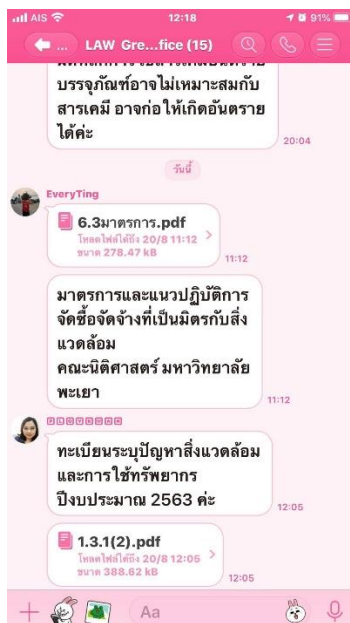 AIS 12:18 91%
... LAW Gre...fice (15)
บรรจุภัณฑ์อาจไม่เหมาะสมกับ
สารเคมี อาจก่อให้เกิดอันตราย
ได้ค่ะ
20:04
วันนี้
EveryTing
6.3มาตรการ.pdf
โหลดไฟล์ได้ถึง 20/8 11:12
ขนาด 278.47 kB
11:12
มาตรการและแนวปฏิบัติการ
จัดซื้อจัดจ้างที่เป็นมิตรกับสิ่ง
แวดล้อม
คณะนิติศาสตร์ มหาวิทยาลัย
พะเยา
11:12
ทะเบียนระบุปัญหาสิ่งแวดล้อม
และการใช้ทรัพยากร
ปีงบประมาณ 2563 ค่ะ
12:05
1.3.1(2).pdf
โหลดไฟล์ได้ถึง 20/8 12:05
ขนาด 388.62 kB
12:05
Aa